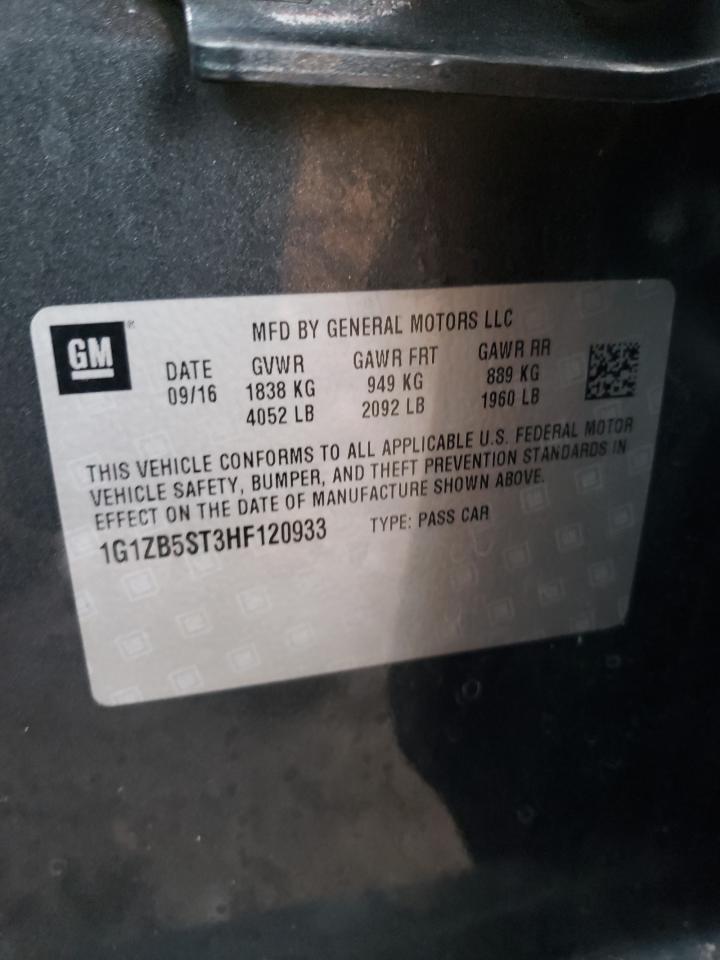 GM
MFD BY GENERAL MOTORS LLC
DATE GVWR GAWR FRT GAWR RR
09/16 1838 KG 949 KG 889 KG
4052 LB 2092 LB 1960 LB
THIS VEHICLE CONFORMS TO ALL APPLICABLE U.S. FEDERAL MOTOR
VEHICLE SAFETY, BUMPER, AND THEFT PREVENTION STANDARDS IN
EFFECT ON THE DATE OF MANUFACTURE SHOWN ABOVE.
1G1ZB5ST3HF120933 TYPE: PASS CAR